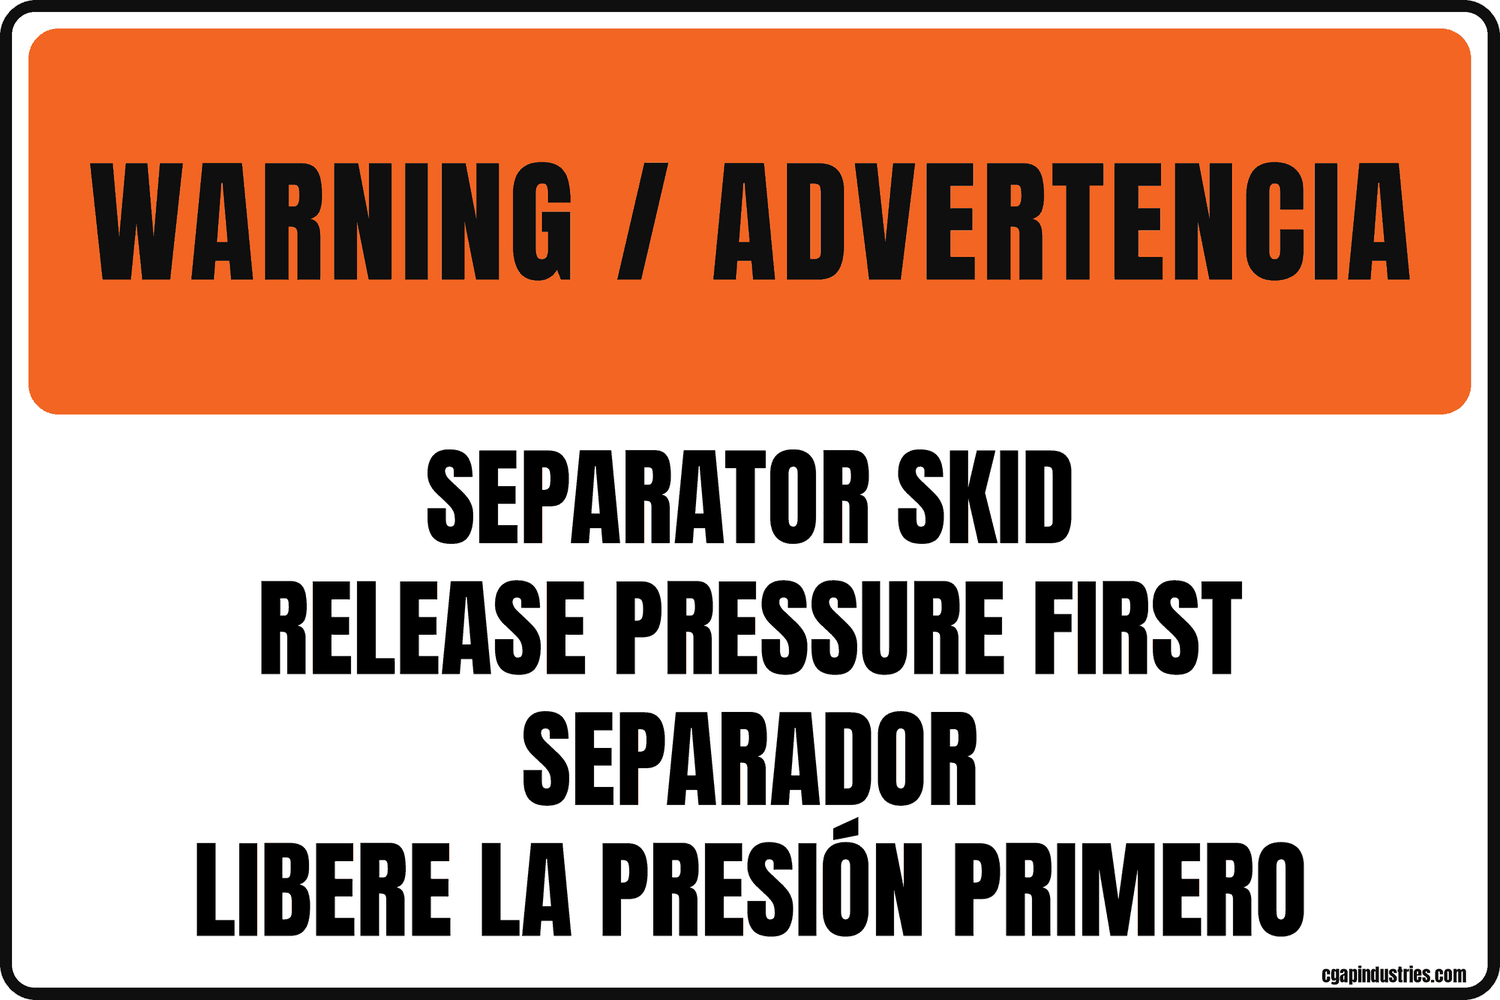 WARNING / ADVERTENCIA
SEPARATOR SKID
RELEASE PRESSURE FIRST
SEPARADOR
LIBERE LA PRESIÓN PRIMERO
cgapindustries.com